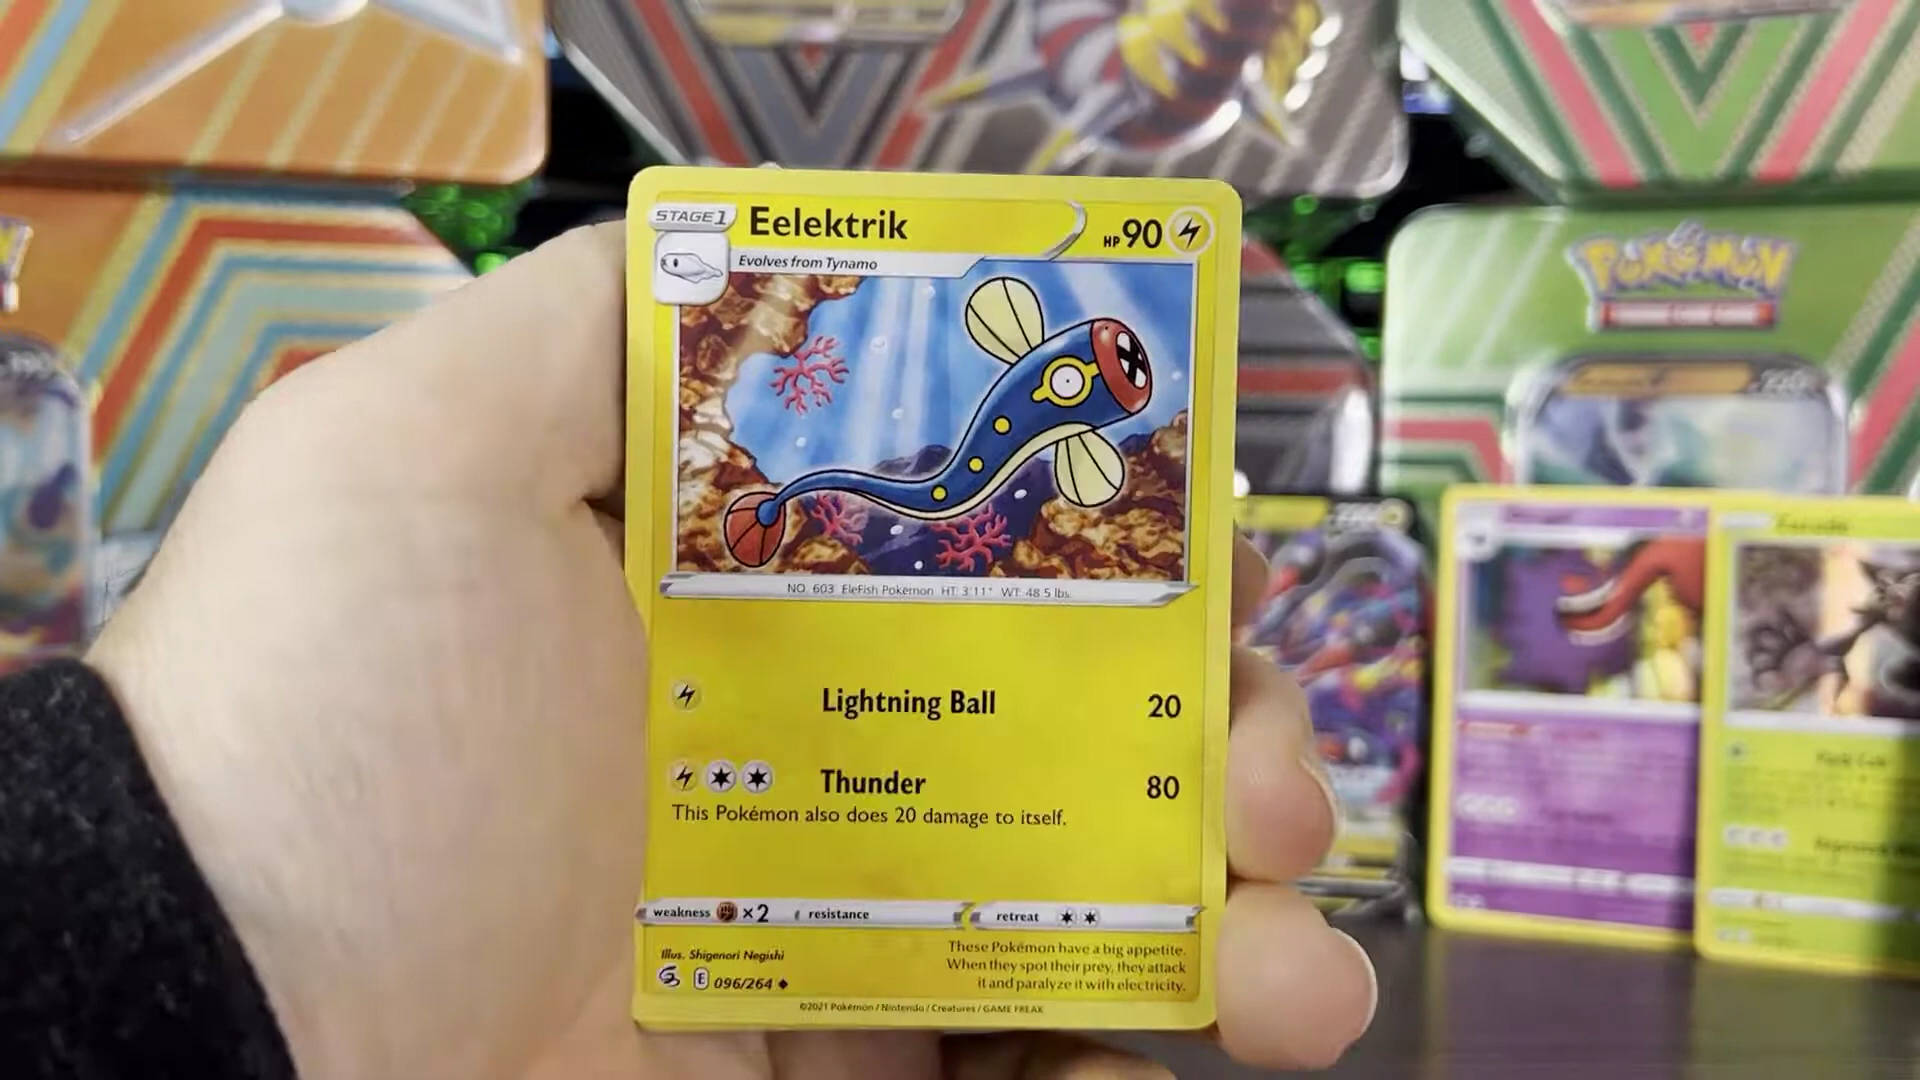 POKéMON
STAGE 1
Eelektrik
HP 90
Evolves from Tynamo
NO. 603 EleFish Pokémon HT: 3'11" WT: 48.5 lbs.
Lightning Ball 20
Thunder 80
This Pokémon also does 20 damage to itself.
weakness ×2 resistance retreat
Illus. Shigenori Negishi
E 096/264
These Pokémon have a big appetite.
When they spot their prey, they attack
it and paralyze it with electricity.
©2021 Pokémon / Nintendo / Creatures / GAME FREAK